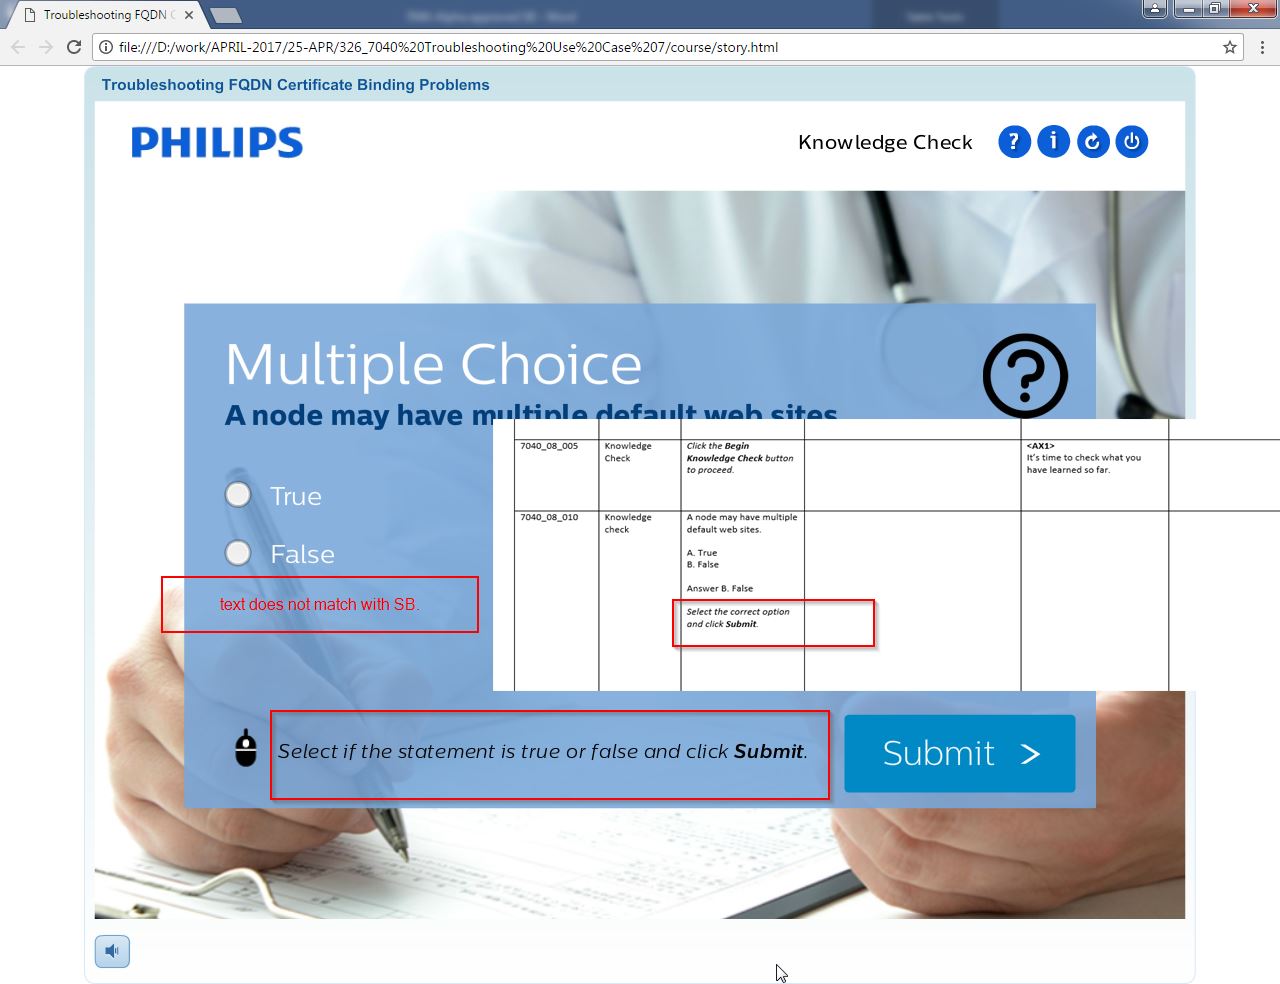 Troubleshooting FQDN C
file:///D:/work/APRIL-2017/25-APR/326_7040%20Troubleshooting%20Use%20Case%207/course/story.html
Troubleshooting FQDN Certificate Binding Problems
PHILIPS
Knowledge Check
Multiple Choice
A node may have multiple default web sites.
True
False
text does not match with SB.
7040_08_005
Knowledge
Check
Click the Begin
Knowledge Check button
to proceed.
<AX1>
It's time to check what you
have learned so far.
7040_08_010
Knowledge
check
A node may have multiple
default web sites.
A. True
B. False
Answer B. False
Select the correct option
and click Submit.
Select if the statement is true or false and click Submit.
Submit >